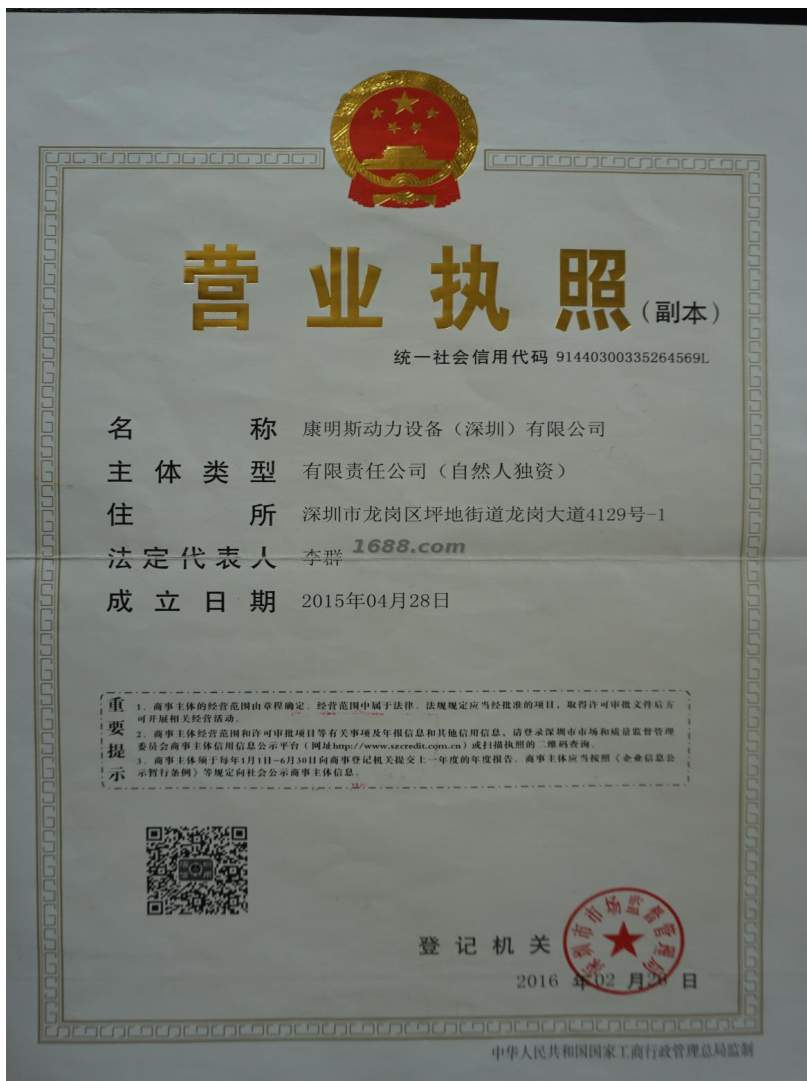 营业执照(副本)
统一社会信用代码 91440300335264569L
名称 康明斯动力设备（深圳）有限公司
主体类型 有限责任公司（自然人独资）
住所 深圳市龙岗区坪地街道龙岗大道4129号-1
法定代表人 李群
1688.com
成立日期 2015年04月28日
重要提示
1．商事主体的经营范围由章程确定。经营范围中属于法律、法规规定应当经批准的项目，取得许可审批文件后方
可开展相关经营活动。
2．商事主体经营范围和许可审批项目等有关事项及年报信息和其他信用信息，请登录深圳市市场和质量监督管理
委员会商事主体信用信息公示平台（网址http://www.szcredit.com.cn）或扫描执照的二维码查询。
3．商事主体须于每年1月1日-6月30日向商事登记机关提交上一年度的年度报告。商事主体应当按照《企业信息公
示暂行条例》等规定向社会公示商事主体信息。
深圳市市场监督管理局
登记机关
2016 年02 月26 日
中华人民共和国国家工商行政管理总局监制